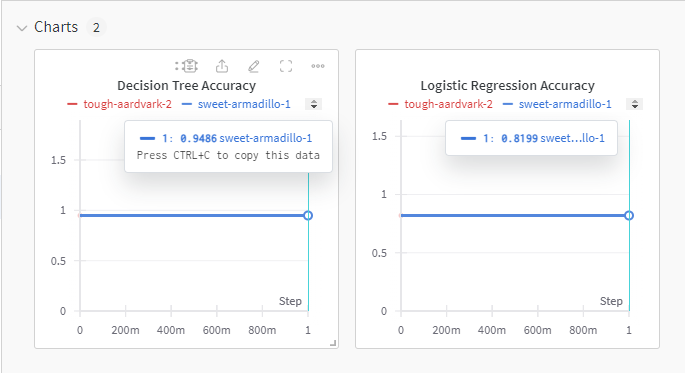 Charts 2
Decision Tree Accuracy
tough-aardvark-2 sweet-armadillo-1
1: 0.9486 sweet-armadillo-1
Press CTRL+C to copy this data
1.5
1
0.5
0
Step
0 200m 400m 600m 800m 1
Logistic Regression Accuracy
tough-aardvark-2 sweet-armadillo-1
1: 0.8199 sweet...llo-1
1.5
1
0.5
0
Step
0 200m 400m 600m 800m 1